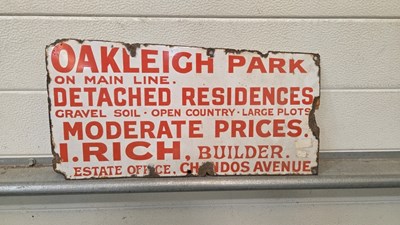 OAKLEIGH PARK
ON MAIN LINE.
DETACHED RESIDENCES
GRAVEL SOIL · OPEN COUNTRY · LARGE PLOTS
MODERATE PRICES.
I. RICH, BUILDER.
ESTATE OFFICE. CHANDOS AVENUE